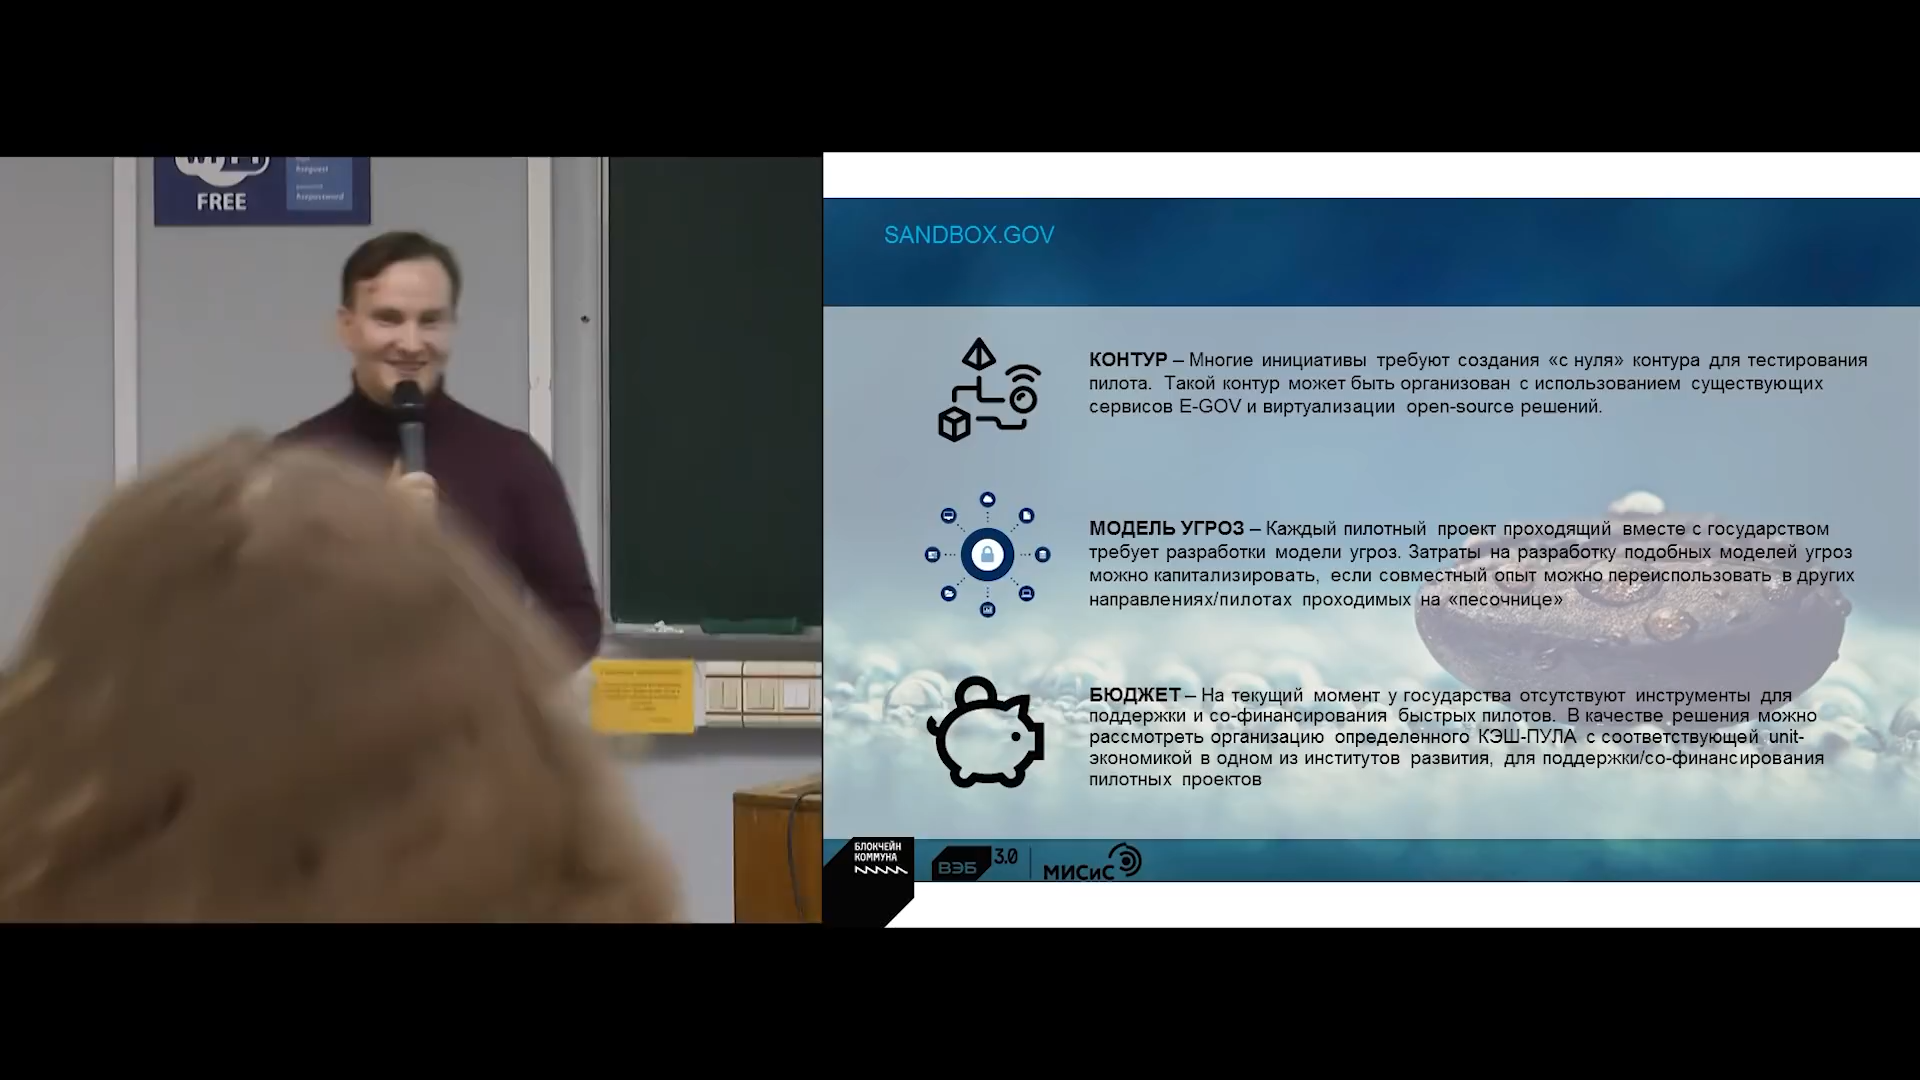 WI FI
FREE
SANDBOX.GOV
КОНТУР – Многие инициативы требуют создания «с нуля» контура для тестирования
пилота. Такой контур может быть организован с использованием существующих
сервисов E-GOV и виртуализации open-source решений.
МОДЕЛЬ УГРОЗ – Каждый пилотный проект проходящий вместе с государством
требует разработки модели угроз. Затраты на разработку подобных моделей угроз
можно капитализировать, если совместный опыт можно переиспользовать в других
направлениях/пилотах проходимых на «песочнице»
БЮДЖЕТ – На текущий момент у государства отсутствуют инструменты для
поддержки и со-финансирования быстрых пилотов. В качестве решения можно
рассмотреть организацию определенного КЭШ-ПУЛА с соответствующей unit-
экономикой в одном из институтов развития, для поддержки/со-финансирования
пилотных проектов
БЛОКЧЕЙН
КОММУНА
ВЭБ 3.0
МИСиС